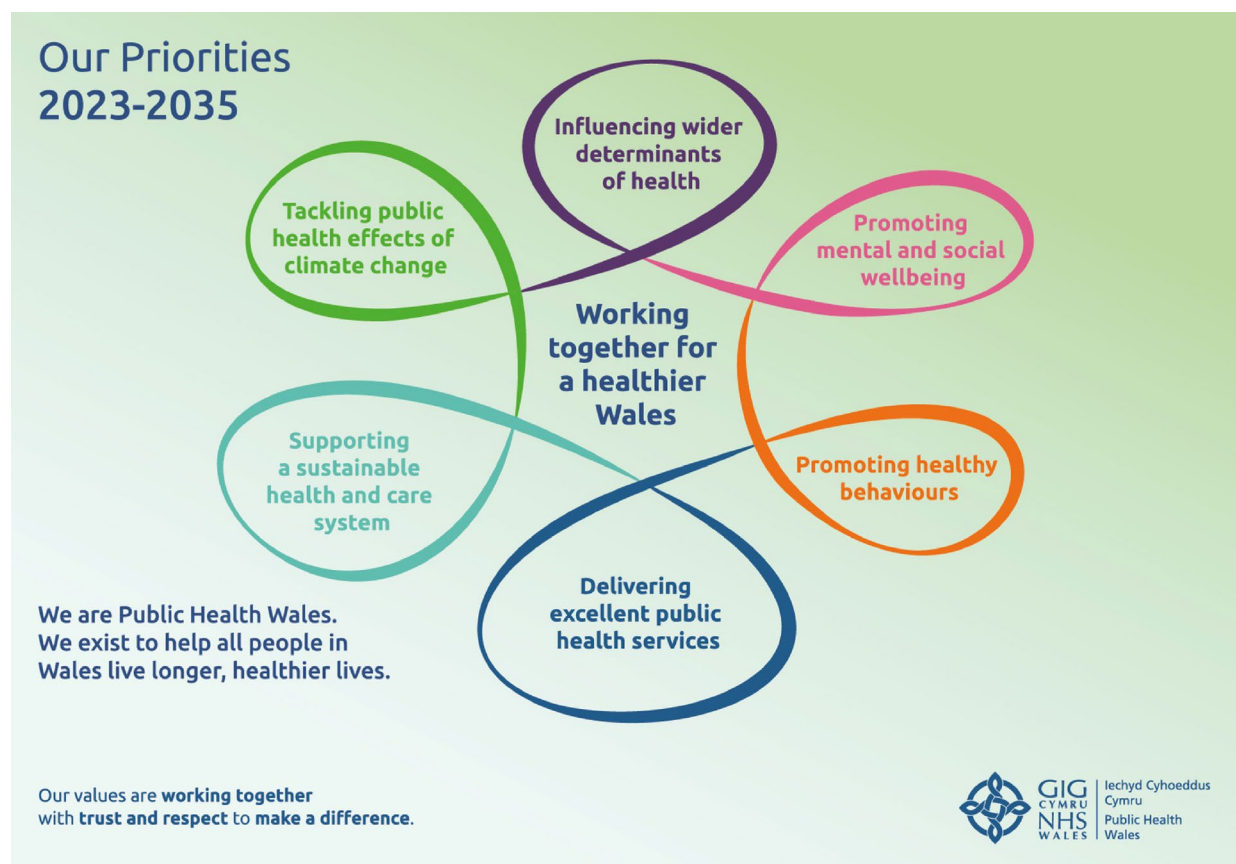 Our Priorities
2023-2035
Influencing wider
determinants
of health
Promoting
mental and social
wellbeing
Promoting healthy
behaviours
Delivering
excellent public
health services
Supporting
a sustainable
health and care
system
Tackling public
health effects of
climate change
Working
together for
a healthier
Wales
We are Public Health Wales.
We exist to help all people in
Wales live longer, healthier lives.
Our values are working together
with trust and respect to make a difference.
GIG
CYMRU
NHS
WALES
Iechyd Cyhoeddus
Cymru
Public Health
Wales